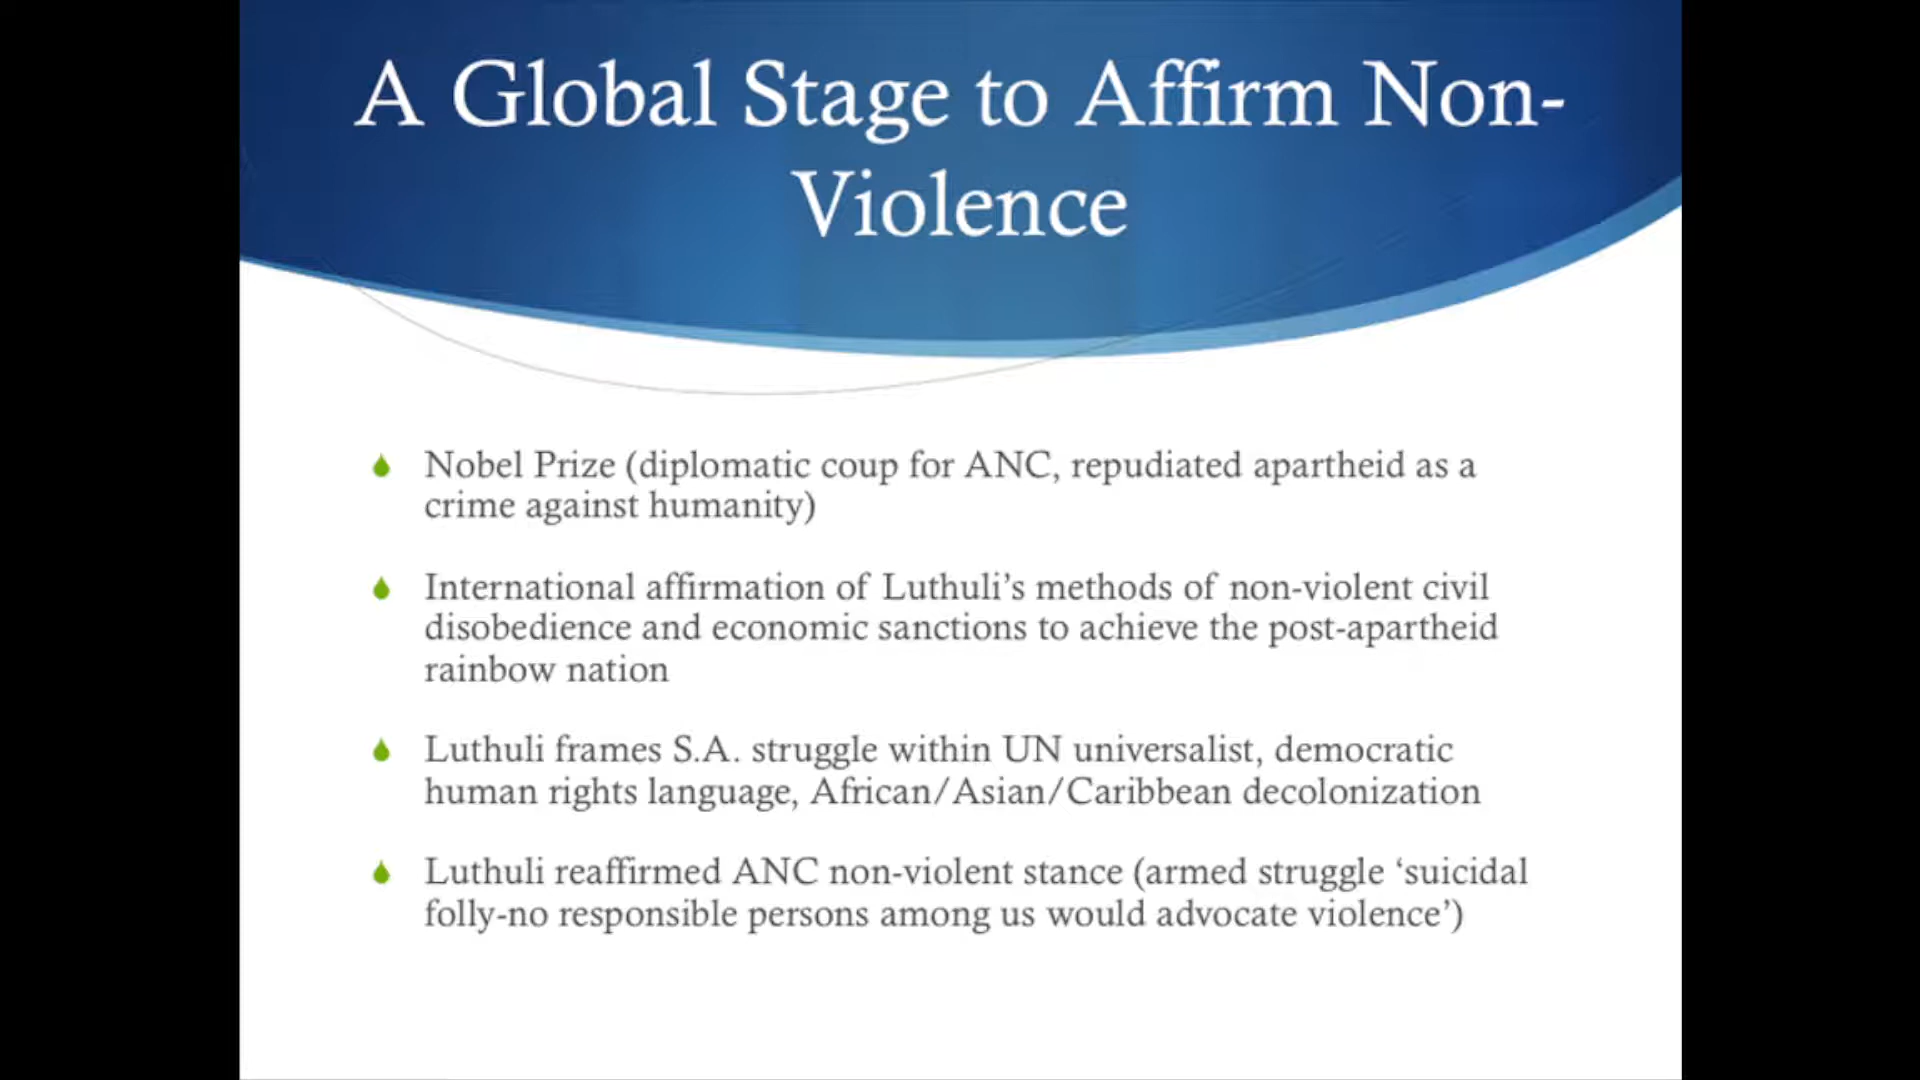 A Global Stage to Affirm Non-
Violence
Nobel Prize (diplomatic coup for ANC, repudiated apartheid as a
crime against humanity)
International affirmation of Luthuli’s methods of non-violent civil
disobedience and economic sanctions to achieve the post-apartheid
rainbow nation
Luthuli frames S.A. struggle within UN universalist, democratic
human rights language, African/Asian/Caribbean decolonization
Luthuli reaffirmed ANC non-violent stance (armed struggle ‘suicidal
folly-no responsible persons among us would advocate violence’)